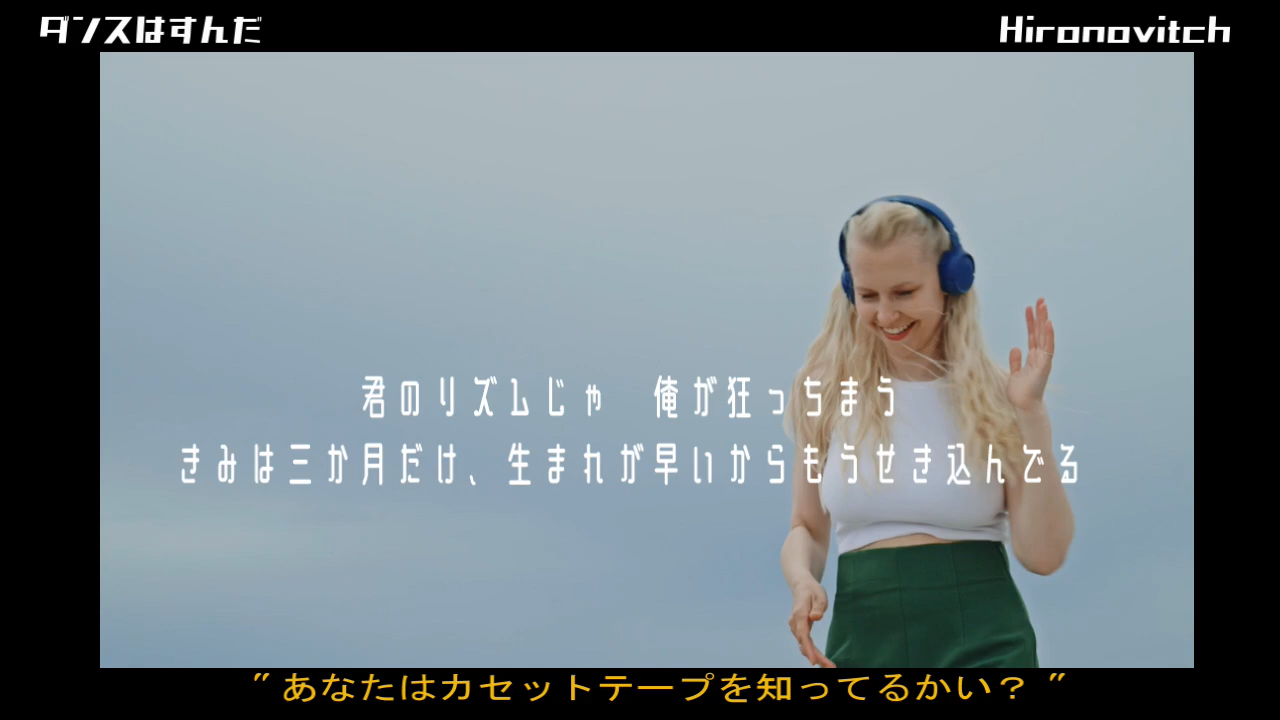 ダンスはすんだ
Hironovitch
君のリズムじゃ 俺が狂っちまう
きみは三か月だけ、生まれが早いからもうせき込んでる
"あなたはカセットテープを知ってるかい？"